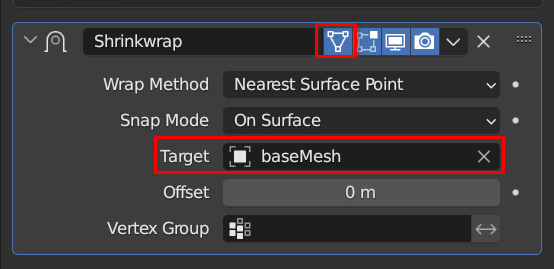 Shrinkwrap
Wrap Method Nearest Surface Point
Snap Mode On Surface
Target baseMesh
Offset 0 m
Vertex Group